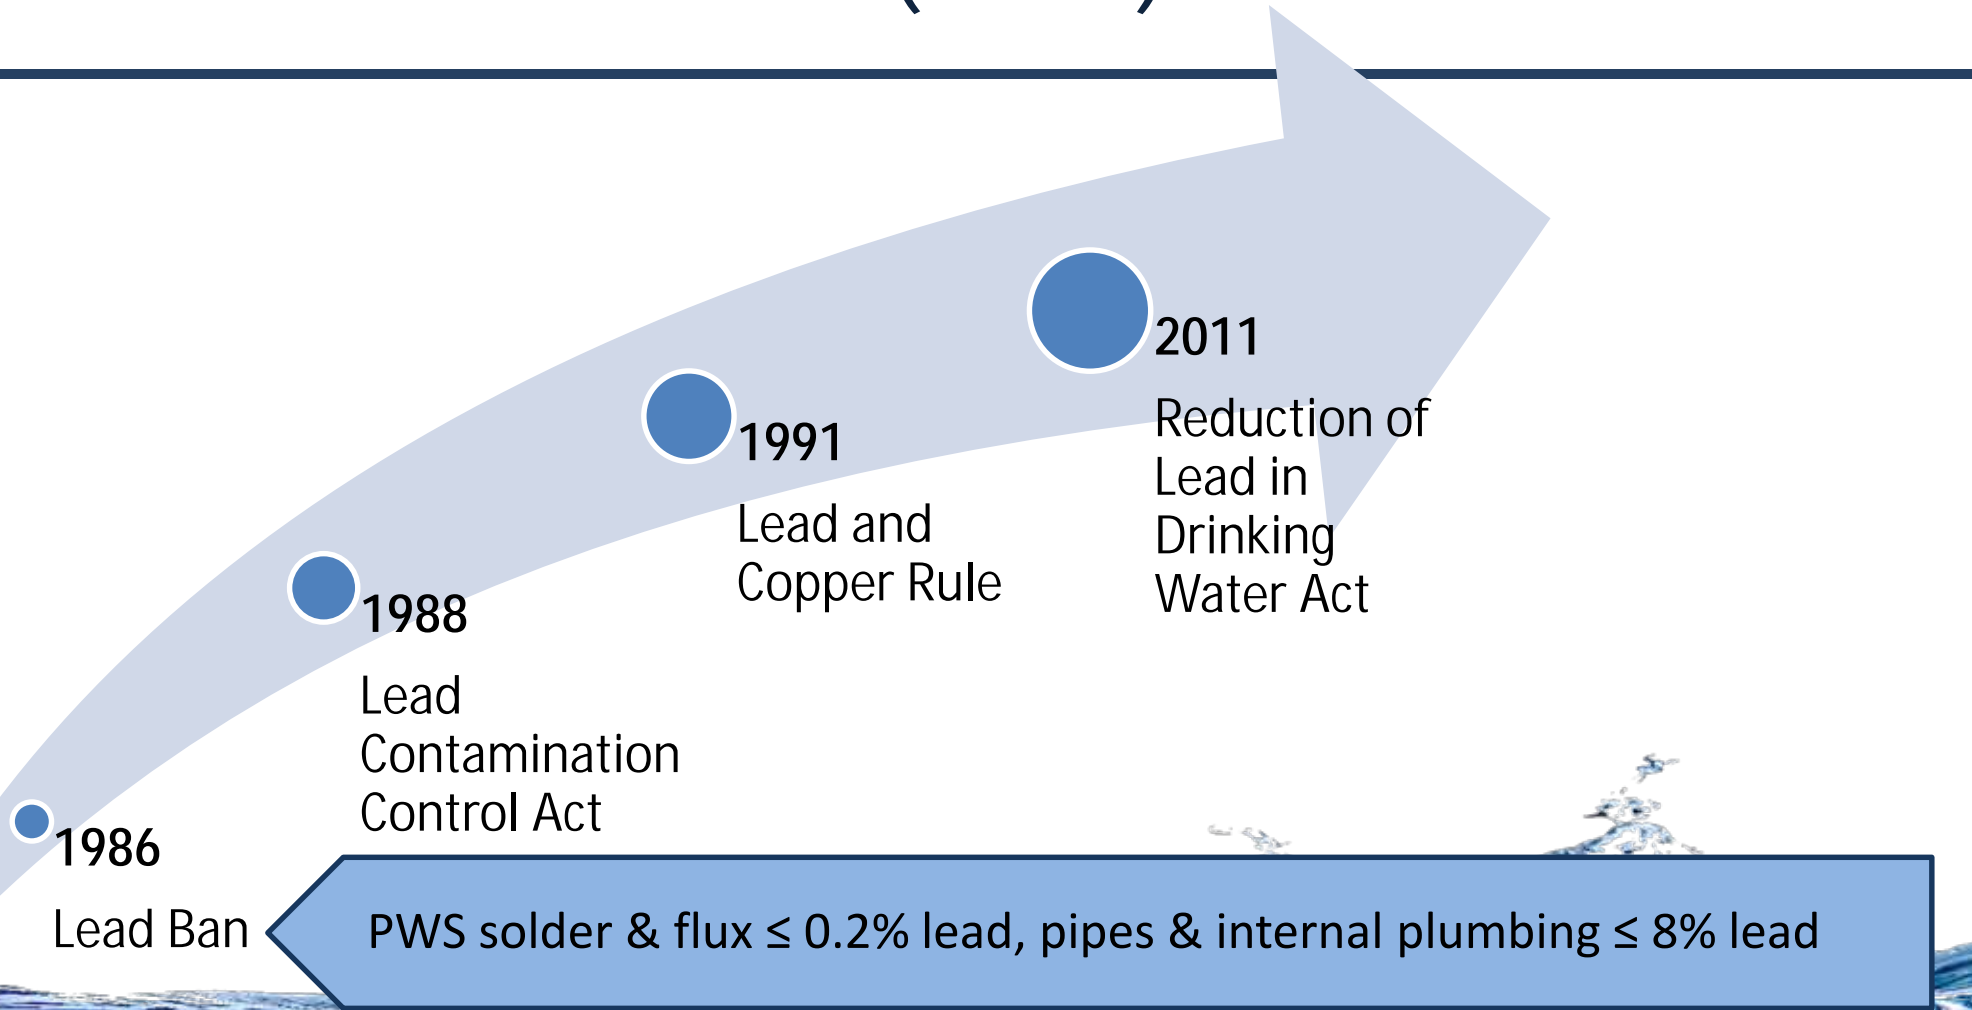 1986
Lead Ban
PWS solder & flux ≤ 0.2% lead, pipes & internal plumbing ≤ 8% lead
1988
Lead
Contamination
Control Act
1991
Lead and
Copper Rule
2011
Reduction of
Lead in
Drinking
Water Act